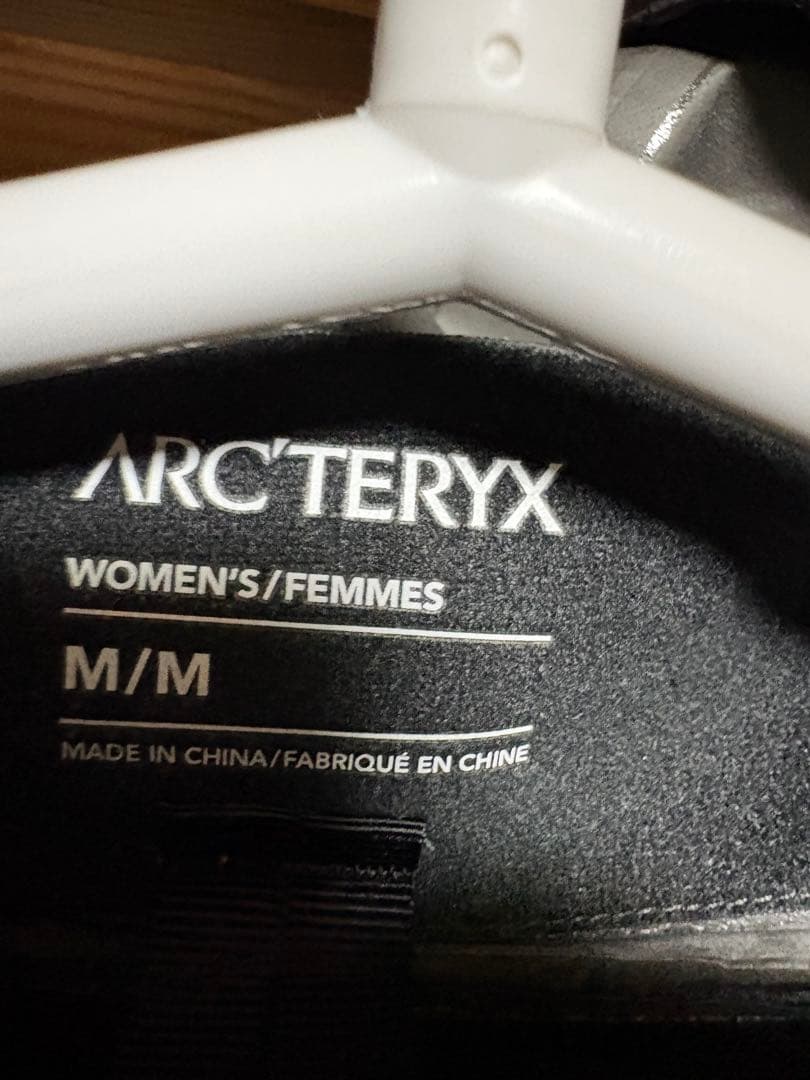 ARC'TERYX
WOMEN'S/FEMMES
M/M
MADE IN CHINA/FABRIQUÉ EN CHINE